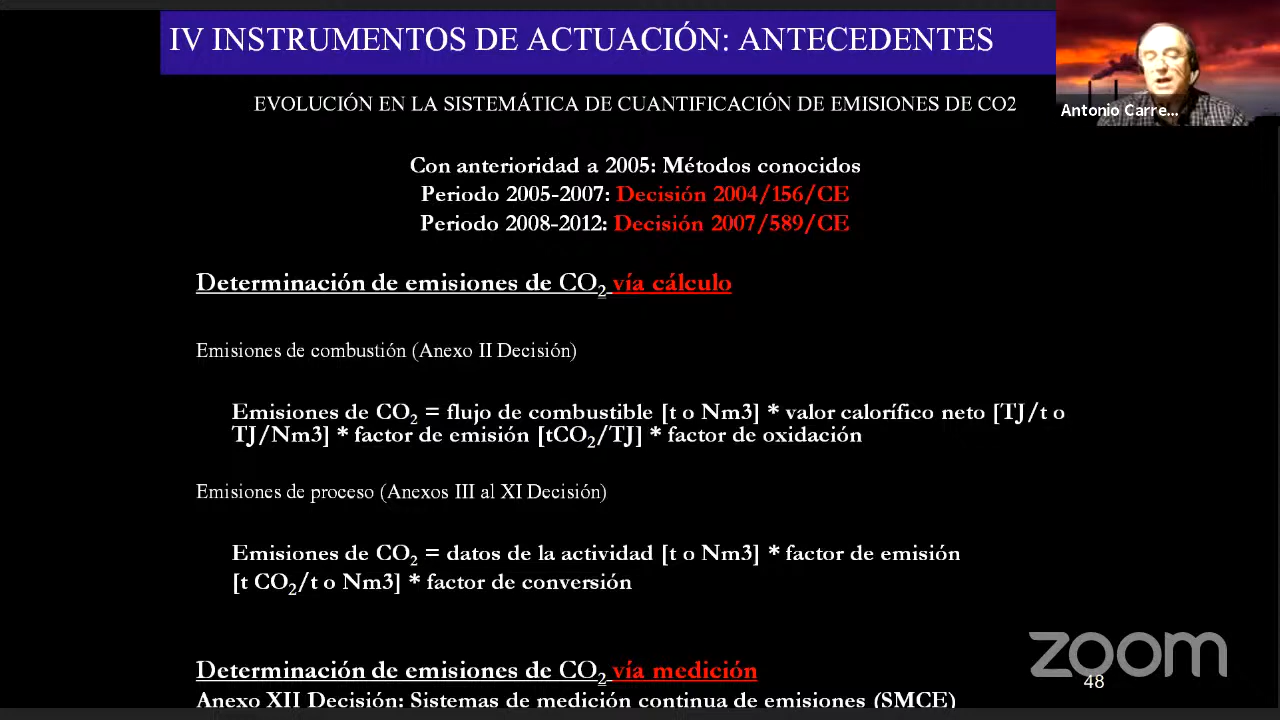 IV INSTRUMENTOS DE ACTUACIÓN: ANTECEDENTES
Antonio Carre...
EVOLUCIÓN EN LA SISTEMÁTICA DE CUANTIFICACIÓN DE EMISIONES DE CO2
Con anterioridad a 2005: Métodos conocidos
Periodo 2005-2007: Decisión 2004/156/CE
Periodo 2008-2012: Decisión 2007/589/CE
Determinación de emisiones de CO₂ vía cálculo
Emisiones de combustión (Anexo II Decisión)
Emisiones de CO₂ = flujo de combustible [t o Nm3] * valor calorífico neto [TJ/t o
TJ/Nm3] * factor de emisión [tCO₂/TJ] * factor de oxidación
Emisiones de proceso (Anexos III al XI Decisión)
Emisiones de CO₂ = datos de la actividad [t o Nm3] * factor de emisión
[t CO₂/t o Nm3] * factor de conversión
Determinación de emisiones de CO₂ vía medición
Anexo XII Decisión: Sistemas de medición continua de emisiones (SMCE)
zoom
48